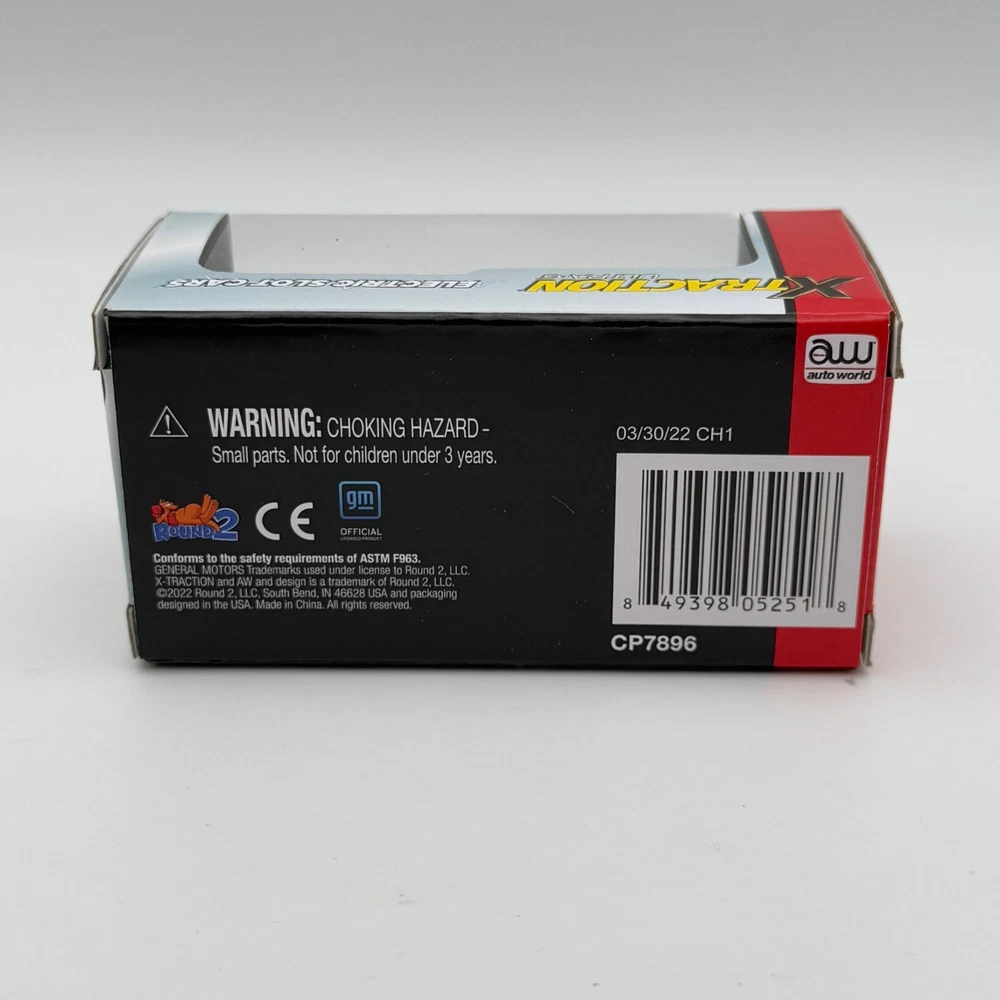 ELECTRIC SLOT CARS
XTRACTION
ULTRA G
aw
auto world
WARNING: CHOKING HAZARD -
Small parts. Not for children under 3 years.
ROUND 2
CE
gm
OFFICIAL
LICENSED PRODUCT
Conforms to the safety requirements of ASTM F963.
GENERAL MOTORS Trademarks used under license to Round 2, LLC.
X-TRACTION and AW and design is a trademark of Round 2, LLC.
©2022 Round 2, LLC, South Bend, IN 46628 USA and packaging
designed in the USA. Made in China. All rights reserved.
03/30/22 CH1
8 49398 05251 8
CP7896